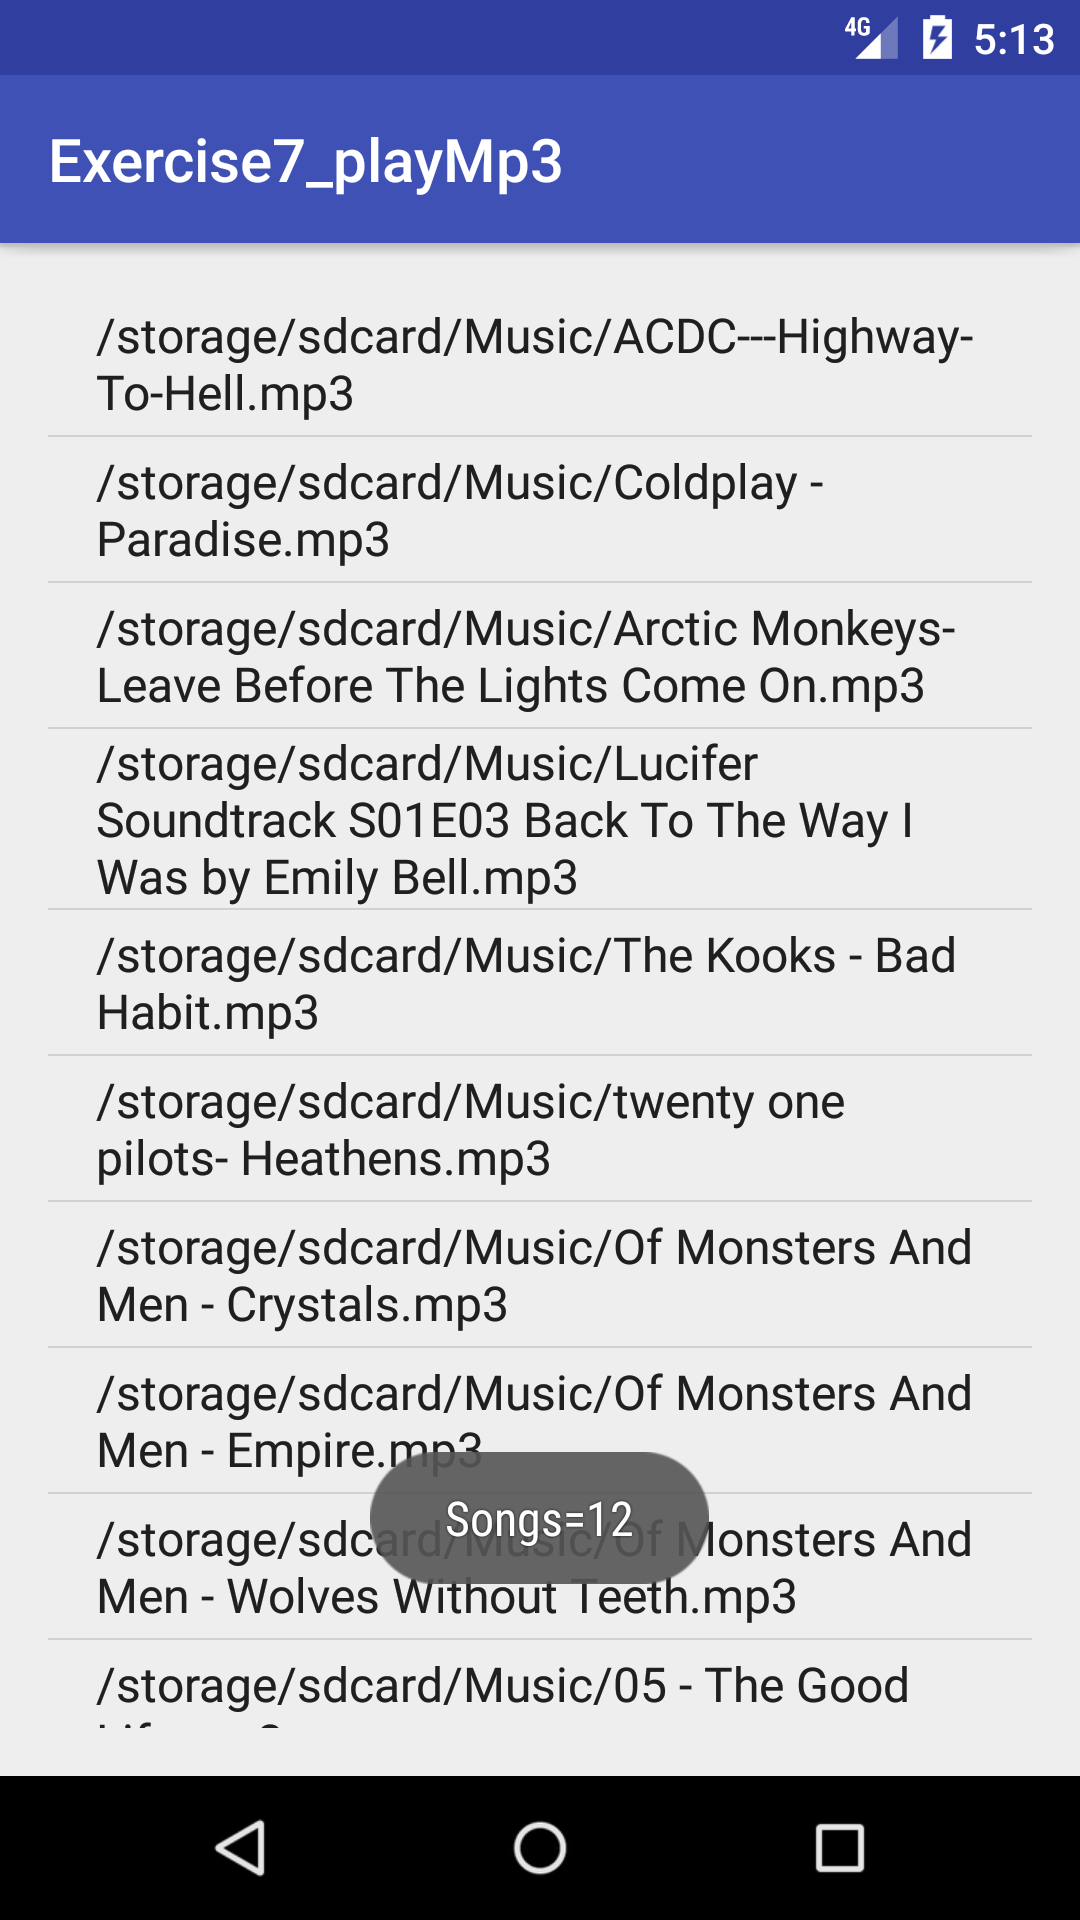 4G 5:13
Exercise7_playMp3
/storage/sdcard/Music/ACDC---Highway-
To-Hell.mp3
/storage/sdcard/Music/Coldplay -
Paradise.mp3
/storage/sdcard/Music/Arctic Monkeys-
Leave Before The Lights Come On.mp3
/storage/sdcard/Music/Lucifer
Soundtrack S01E03 Back To The Way I
Was by Emily Bell.mp3
/storage/sdcard/Music/The Kooks - Bad
Habit.mp3
/storage/sdcard/Music/twenty one
pilots- Heathens.mp3
/storage/sdcard/Music/Of Monsters And
Men - Crystals.mp3
/storage/sdcard/Music/Of Monsters And
Men - Empire.mp3
Songs=12
/storage/sdcard/Music/Of Monsters And
Men - Wolves Without Teeth.mp3
/storage/sdcard/Music/05 - The Good